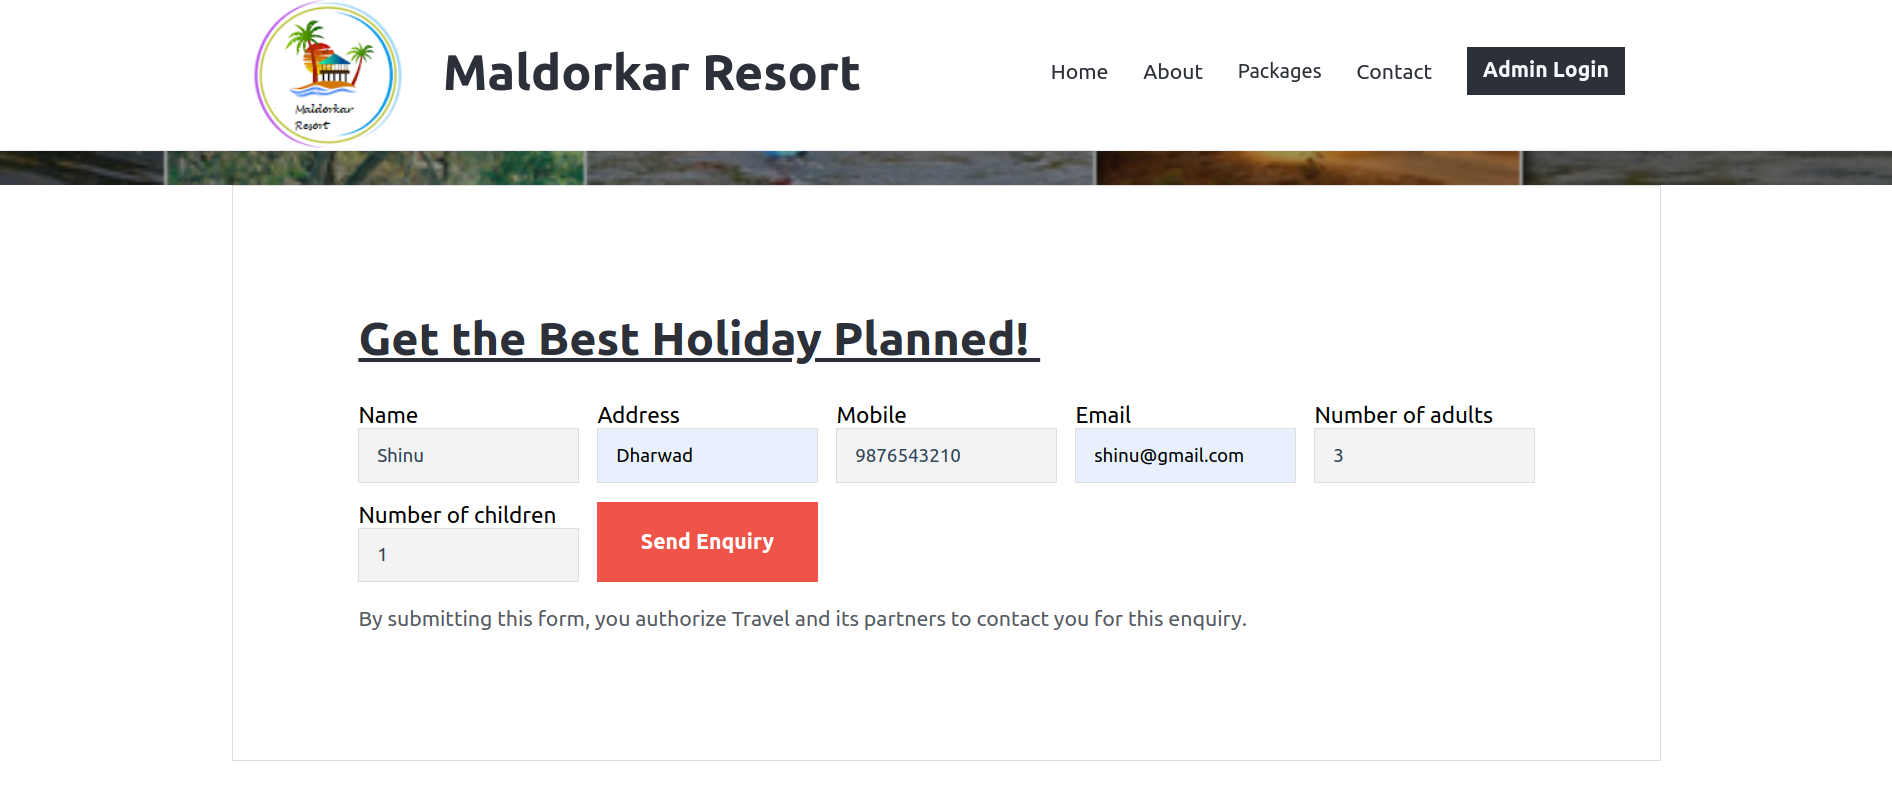 Maldorkar
Resort
Maldorkar Resort
Home About Packages Contact Admin Login
Get the Best Holiday Planned!
Name Address Mobile Email Number of adults
Shinu Dharwad 9876543210 shinu@gmail.com 3
Number of children
1 Send Enquiry
By submitting this form, you authorize Travel and its partners to contact you for this enquiry.